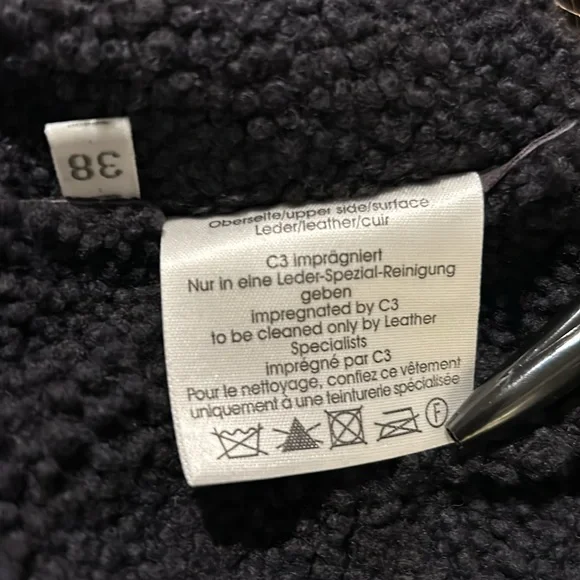 38
Oberseite/upper side/surface
Leder/leather/cuir
C3 imprägniert
Nur in eine Leder-Spezial-Reinigung
geben
impregnated by C3
to be cleaned only by Leather
Specialists
imprégné par C3
Pour le nettoyage, confiez ce vêtement
uniquement à une teinturerie spécialisée
F